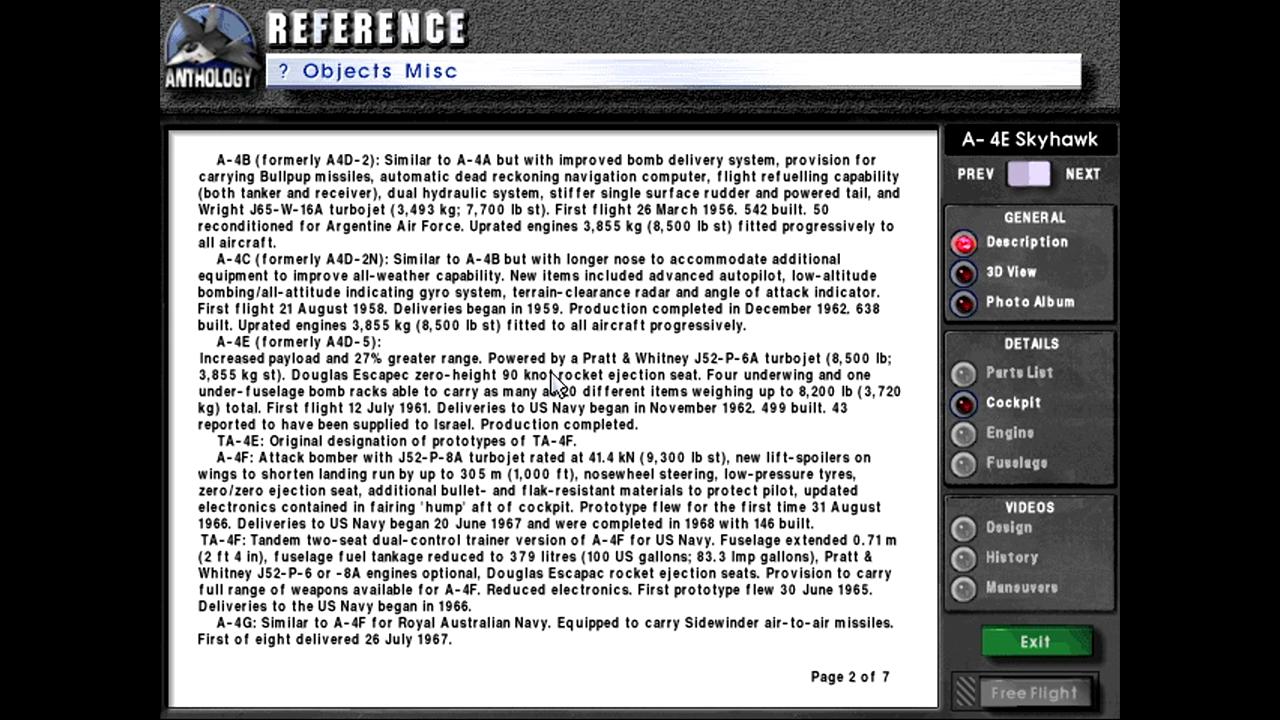 REFERENCE
ANTHOLOGY
? Objects Misc
A-4B (formerly A4D-2): Similar to A-4A but with improved bomb delivery system, provision for
carrying Bullpup missiles, automatic dead reckoning navigation computer, flight refuelling capability
(both tanker and receiver), dual hydraulic system, stiffer single surface rudder and powered tail, and
Wright J65-W-16A turbojet (3,493 kg; 7,700 lb st). First flight 26 March 1956. 542 built. 50
reconditioned for Argentine Air Force. Uprated engines 3,855 kg (8,500 lb st) fitted progressively to
all aircraft.
A-4C (formerly A4D-2N): Similar to A-4B but with longer nose to accommodate additional
equipment to improve all-weather capability. New items included advanced autopilot, low-altitude
bombing/all-attitude indicating gyro system, terrain-clearance radar and angle of attack indicator.
First flight 21 August 1958. Deliveries began in 1959. Production completed in December 1962. 638
built. Uprated engines 3,855 kg (8,500 lb st) fitted to all aircraft progressively.
A-4E (formerly A4D-5):
Increased payload and 27% greater range. Powered by a Pratt & Whitney J52-P-6A turbojet (8,500 lb;
3,855 kg st). Douglas Escapec zero-height 90 knot rocket ejection seat. Four underwing and one
under-fuselage bomb racks able to carry as many as 20 different items weighing up to 8,200 lb (3,720
kg) total. First flight 12 July 1961. Deliveries to US Navy began in November 1962. 499 built. 43
reported to have been supplied to Israel. Production completed.
TA-4E: Original designation of prototypes of TA-4F.
A-4F: Attack bomber with J52-P-8A turbojet rated at 41.4 kN (9,300 lb st), new lift-spoilers on
wings to shorten landing run by up to 305 m (1,000 ft), nosewheel steering, low-pressure tyres,
zero/zero ejection seat, additional bullet- and flak-resistant materials to protect pilot, updated
electronics contained in fairing 'hump' aft of cockpit. Prototype flew for the first time 31 August
1966. Deliveries to US Navy began 20 June 1967 and were completed in 1968 with 146 built.
TA-4F: Tandem two-seat dual-control trainer version of A-4F for US Navy. Fuselage extended 0.71 m
(2 ft 4 in), fuselage fuel tankage reduced to 379 litres (100 US gallons; 83.3 Imp gallons), Pratt &
Whitney J52-P-6 or -8A engines optional, Douglas Escapac rocket ejection seats. Provision to carry
full range of weapons available for A-4F. Reduced electronics. First prototype flew 30 June 1965.
Deliveries to the US Navy began in 1966.
A-4G: Similar to A-4F for Royal Australian Navy. Equipped to carry Sidewinder air-to-air missiles.
First of eight delivered 26 July 1967.
Page 2 of 7
A-4E Skyhawk
PREV NEXT
GENERAL
Description
3D View
Photo Album
DETAILS
Parts List
Cockpit
Engine
Fuselage
VIDEOS
Design
History
Maneuvers
Exit
Free Flight